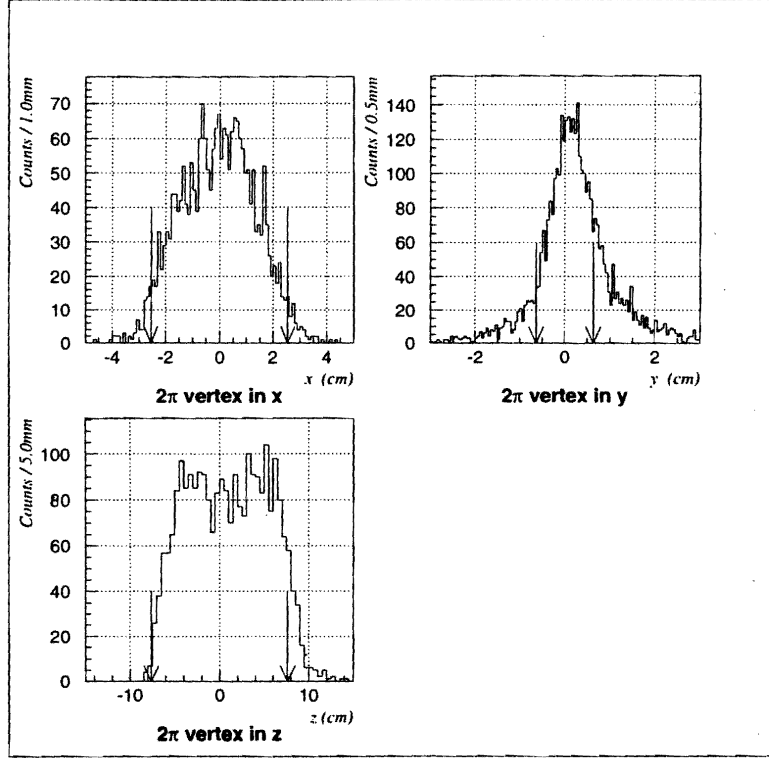 Counts / 1.0mm
70
60
50
40
30
20
10
0
-4 -2 0 2 4
x (cm)
2π vertex in x
Counts / 0.5mm
140
120
100
80
60
40
20
0
-2 0 2
y (cm)
2π vertex in y
Counts / 5.0mm
100
80
60
40
20
0
-10 0 10
z (cm)
2π vertex in z